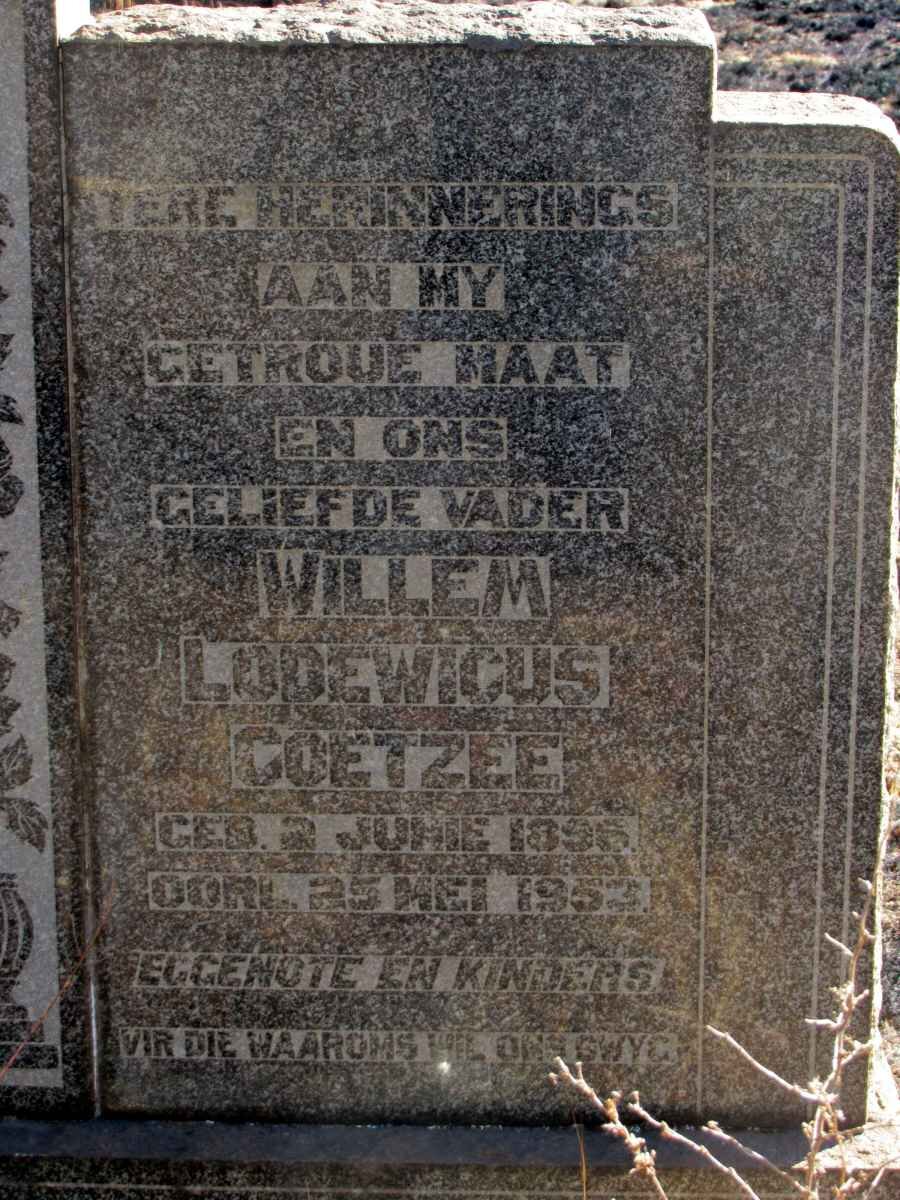 TERE HERINNERINGS
AAN MY
GETROUE MAAT
EN ONS
GELIEFDE VADER
WILLEM
LODEWICUS
COETZEE
GEB. 2 JUNIE 1896.
OORL. 25 MEI 1953.
EGGENOTE EN KINDERS
VIR DIE WAAROMS WIL ONS SWYG.